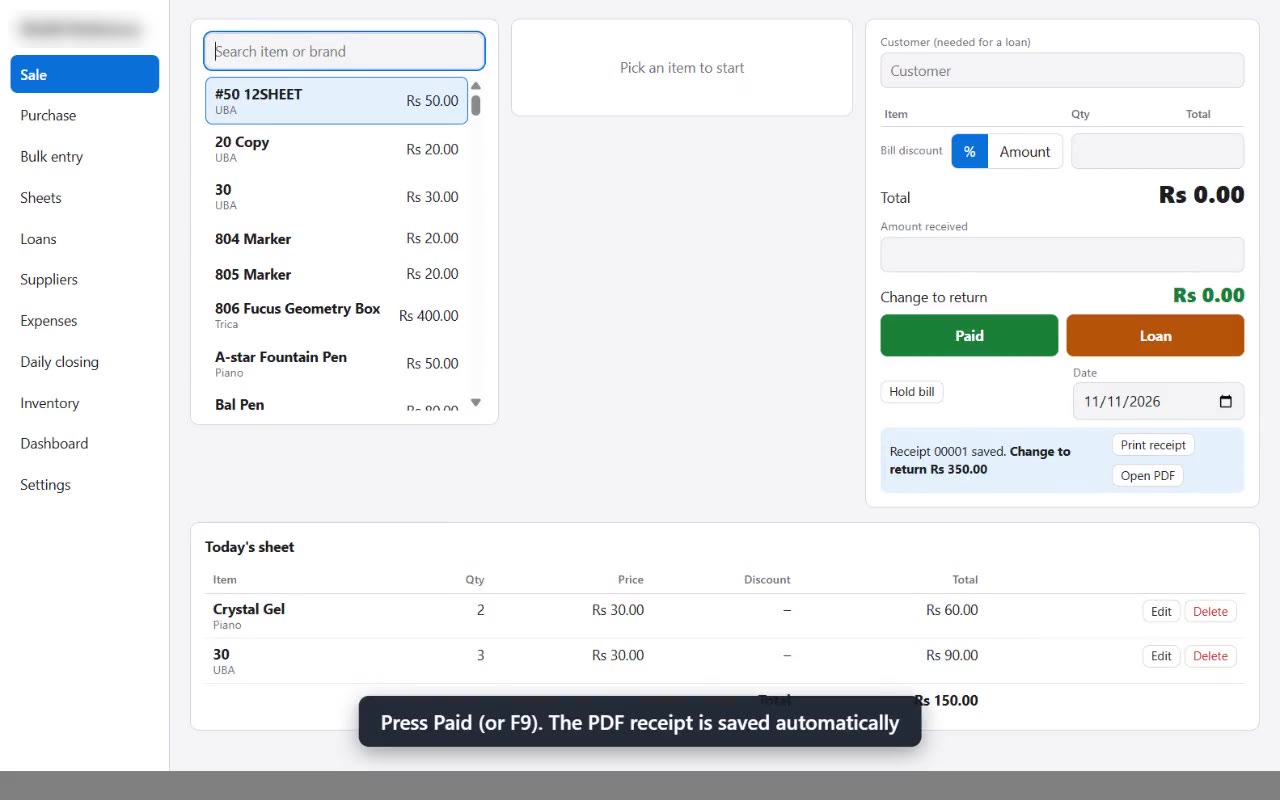 Sale
Purchase
Bulk entry
Sheets
Loans
Suppliers
Expenses
Daily closing
Inventory
Dashboard
Settings
Search item or brand
#50 12SHEET
UBA
Rs 50.00
20 Copy
UBA
Rs 20.00
30
UBA
Rs 30.00
804 Marker
Rs 20.00
805 Marker
Rs 20.00
806 Fucus Geometry Box
Trica
Rs 400.00
A-star Fountain Pen
Piano
Rs 50.00
Bal Pen
Rs 80.00
Pick an item to start
Customer (needed for a loan)
Customer
Item Qty Total
Bill discount % Amount
Total Rs 0.00
Amount received
Change to return Rs 0.00
Paid Loan
Hold bill
Date
11/11/2026
Receipt 00001 saved. Change to
return Rs 350.00
Print receipt
Open PDF
Today's sheet
Item Qty Price Discount Total
Crystal Gel 2 Rs 30.00 – Rs 60.00 Edit Delete
Piano
30 3 Rs 30.00 – Rs 90.00 Edit Delete
UBA
Total Rs 150.00
Press Paid (or F9). The PDF receipt is saved automatically